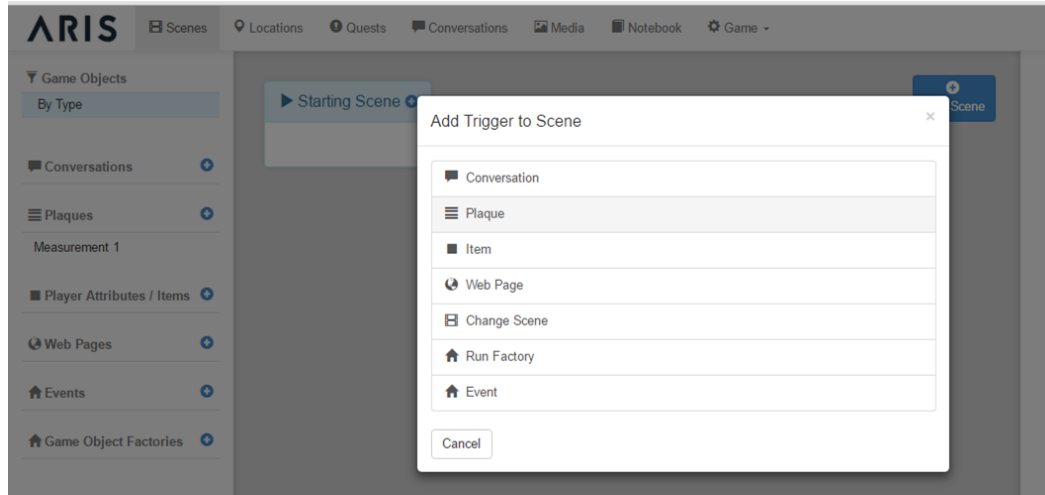 ARIS Scenes Locations Quests Conversations Media Notebook Game
Game Objects
By Type
Conversations
Plaques
Measurement 1
Player Attributes / Items
Web Pages
Events
Game Object Factories
Starting Scene
Scene
Add Trigger to Scene ×
Conversation
Plaque
Item
Web Page
Change Scene
Run Factory
Event
Cancel